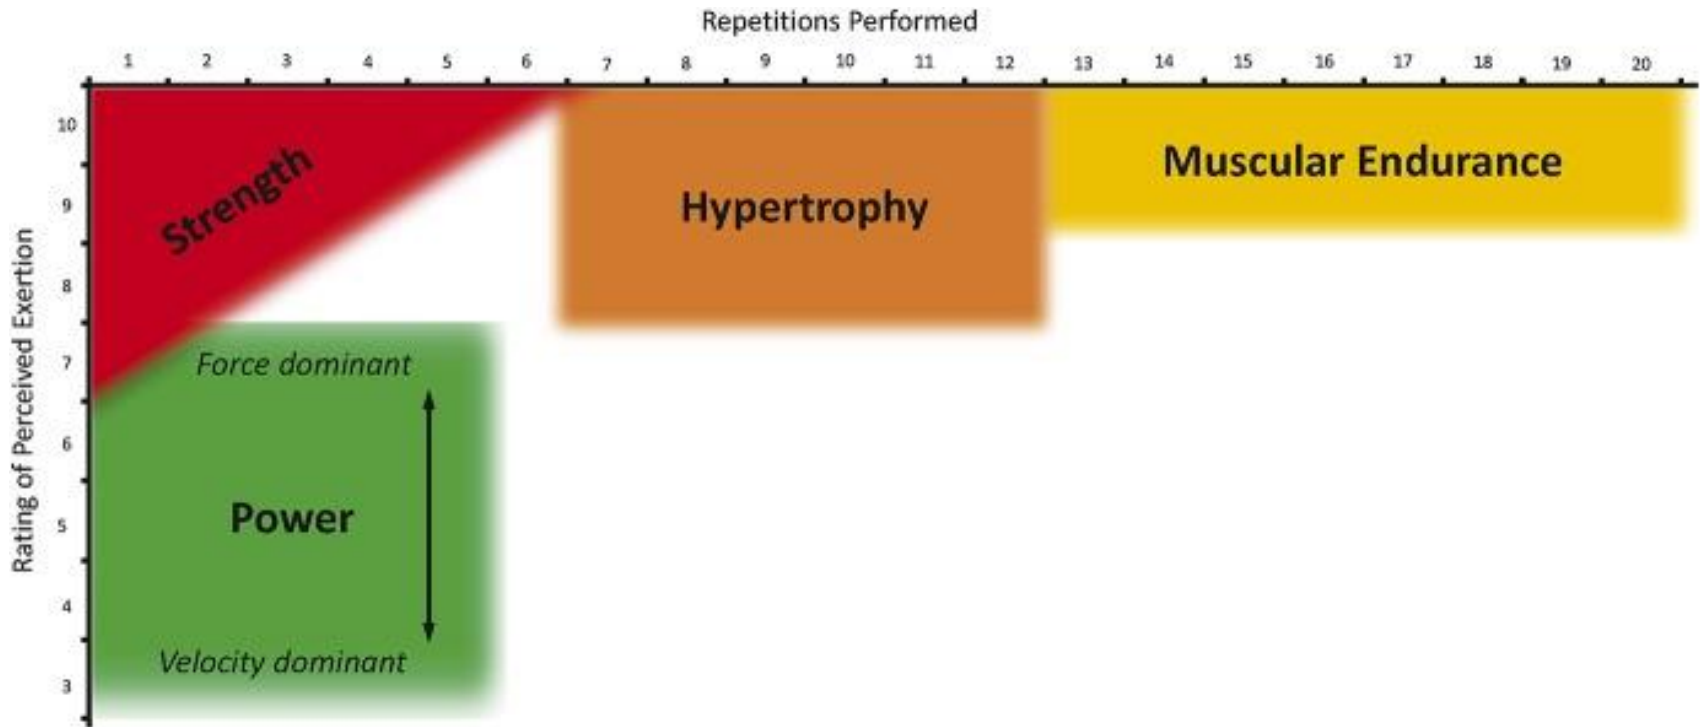 Repetitions Performed
1 2 3 4 5 6 7 8 9 10 11 12 13 14 15 16 17 18 19 20
Rating of Perceived Exertion
10
9
8
7
6
5
4
3
Strength
Hypertrophy
Muscular Endurance
Force dominant
Power
Velocity dominant